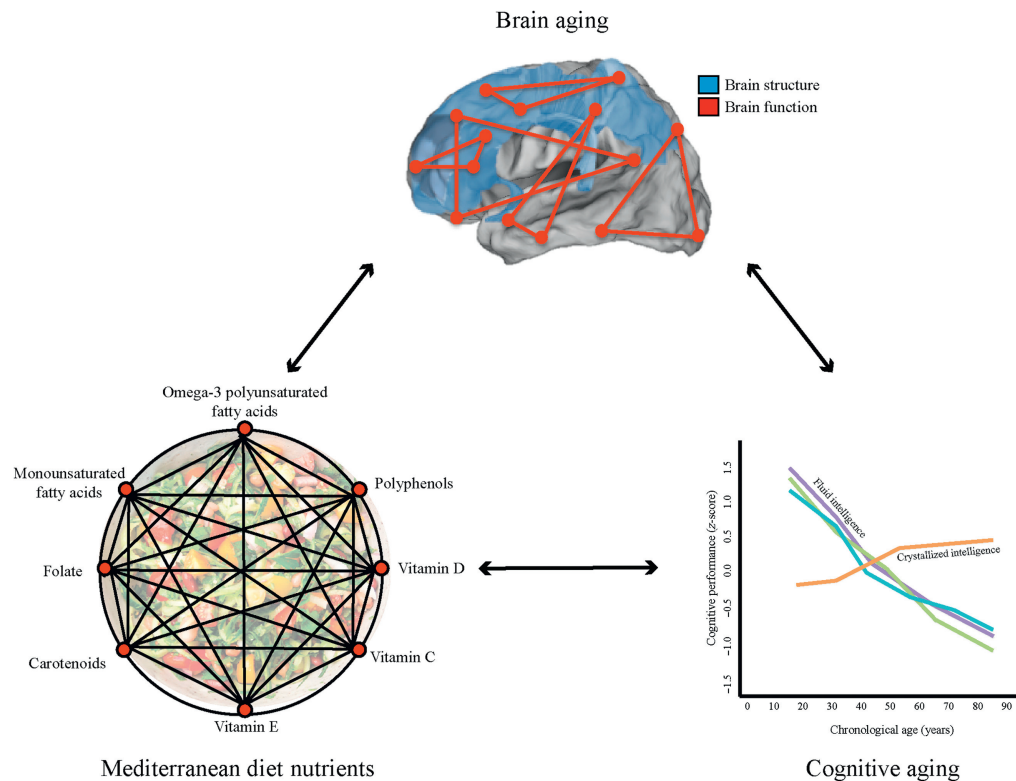 Brain aging
Brain structure
Brain function
Omega-3 polyunsaturated
fatty acids
Monounsaturated
fatty acids
Polyphenols
Folate
Vitamin D
Carotenoids
Vitamin C
Vitamin E
Mediterranean diet nutrients
Cognitive performance (z-score)
1.5
1.0
0.5
0.0
−0.5
−1.0
−1.5
Fluid intelligence
Crystallized intelligence
0 10 20 30 40 50 60 70 80 90
Chronological age (years)
Cognitive aging